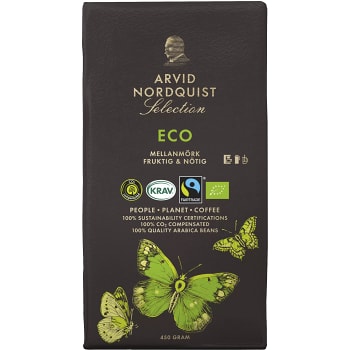 ARVID
NORDQUIST
Selection
ECO
MELLANMÖRK
FRUKTIG & NÖTIG
KRAV
FAIRTRADE
PEOPLE • PLANET • COFFEE
100% SUSTAINABILITY CERTIFICATIONS
100% CO₂ COMPENSATED
100% QUALITY ARABICA BEANS
450 GRAM